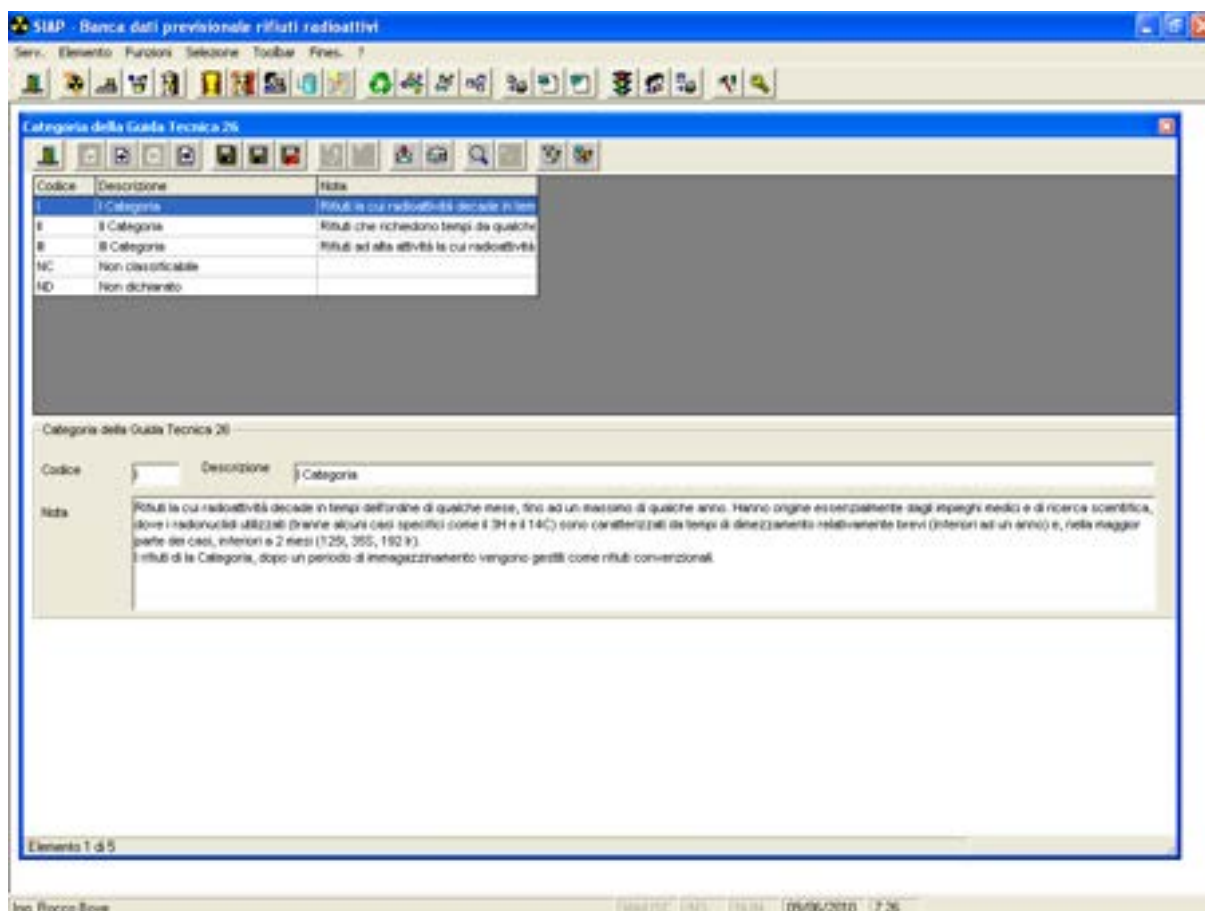 SIAP - Banca dati previsionale rifiuti radioattivi
Serv. Elemento Funzioni Selezione Toolbar Fines. ?
Categoria della Guida Tecnica 26
Codice Descrizione Nota
I I Categoria Rifiuti la cui radioattività decade in tem
II II Categoria Rifiuti che richiedono tempi da qualche
III III Categoria Rifiuti ad alta attività la cui radioattività
NC Non classificabile
ND Non dichiarato
Categoria della Guida Tecnica 26
Codice I Descrizione I Categoria
Nota
Rifiuti la cui radioattività decade in tempi dell'ordine di qualche mese, fino ad un massimo di qualche anno. Hanno origine essenzialmente dagli impieghi medici e di ricerca scientifica,
dove i radionuclidi utilizzati (tranne alcuni casi specifici come il 3H e il 14C) sono caratterizzati da tempi di dimezzamento relativamente brevi (inferiori ad un anno) e, nella maggior
parte dei casi, inferiori a 2 mesi (125I, 35S, 192 Ir).
I rifiuti di Ia Categoria, dopo un periodo di immagazzinamento vengono gestiti come rifiuti convenzionali.
Elemento 1 di 5
Ing. Rocco Bove NUM 09/06/2010 7.36